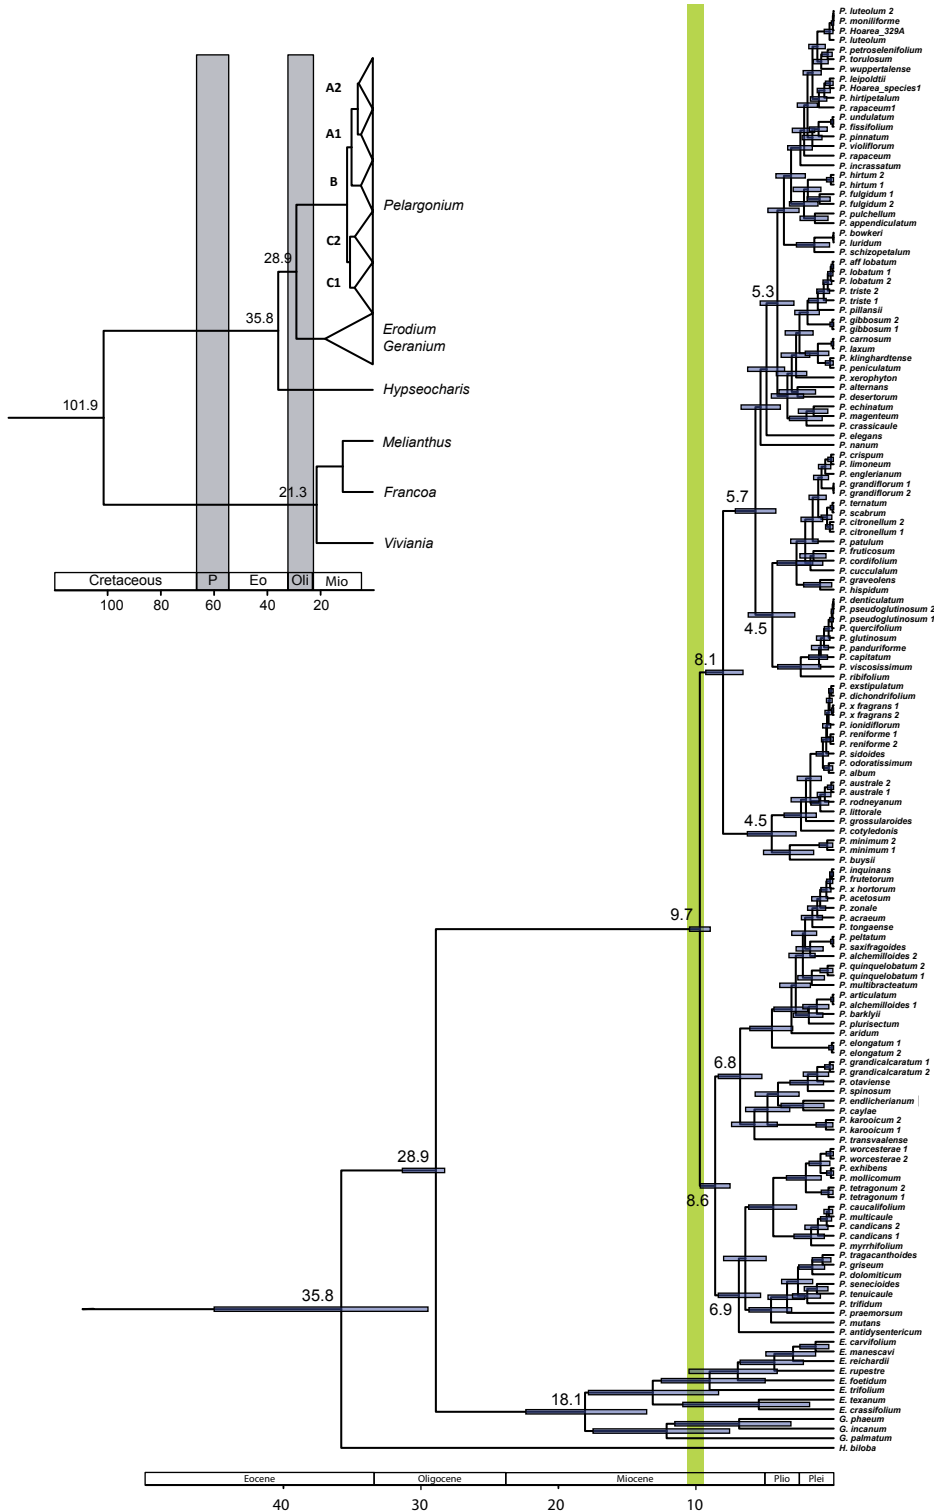 A2
A1
B
Pelargonium
C2
28.9
C1
35.8
Erodium
Geranium
Hypseocharis
101.9
Melianthus
21.3
Francoa
Viviania
Cretaceous P Eo Oli Mio
100 80 60 40 20
P. luteolum 2
P. moniliforme
P. Hoarea_329A
P. luteolum
P. petroselenifolium
P. torulosum
P. wuppertalense
P. leipoldtii
P. Hoarea_species1
P. hirtipetalum
P. rapaceum1
P. undulatum
P. fissifolium
P. pinnatum
P. violiflorum
P. rapaceum
P. incrassatum
P. hirtum 2
P. hirtum 1
P. fulgidum 1
P. fulgidum 2
P. pulchellum
P. appendiculatum
P. bowkeri
P. luridum
P. schizopetalum
P. aff lobatum
P. lobatum 1
P. lobatum 2
P. triste 2
5.3
P. triste 1
P. pillansii
P. gibbosum 2
P. gibbosum 1
P. carnosum
P. laxum
P. klinghardtense
P. peniculatum
P. xerophyton
P. alternans
P. desertorum
P. echinatum
P. magenteum
P. crassicaule
P. elegans
P. nanum
P. crispum
P. limoneum
P. englerianum
P. grandiflorum 1
P. grandiflorum 2
5.7
P. ternatum
P. scabrum
P. citronellum 2
P. citronellum 1
P. patulum
P. fruticosum
P. cordifolium
P. cucculatum
P. graveolens
P. hispidum
P. denticulatum
P. pseudoglutinosum 2
P. pseudoglutinosum 1
4.5
P. quercifolium
P. glutinosum
P. panduriforme
P. capitatum
8.1
P. viscosissimum
P. ribifolium
P. exstipulatum
P. dichondrifolium
P. x fragrans 1
P. x fragrans 2
P. ionidiflorum
P. reniforme 1
P. reniforme 2
P. sidoides
P. odoratissimum
P. album
P. australe 2
P. australe 1
P. rodneyanum
P. littorale
4.5
P. grossularoides
P. cotyledonis
P. minimum 2
P. minimum 1
P. buysii
P. inquinans
P. frutetorum
P. x hortorum
P. acetosum
P. zonale
9.7
P. acraeum
P. tongaense
P. peltatum
P. saxifragoides
P. alchemilloides 2
P. quinquelobatum 2
P. quinquelobatum 1
P. multibracteatum
P. articulatum
P. alchemilloides 1
P. barklyii
P. plurisectum
P. aridum
P. elongatum 1
P. elongatum 2
6.8
P. grandicalcaratum 1
P. grandicalcaratum 2
P. otaviense
P. spinosum
P. endlicherianum
P. caylae
P. karooicum 2
P. karooicum 1
P. transvaalense
P. worcesterae 1
28.9
P. worcesterae 2
P. exhibens
P. mollicomum
P. tetragonum 2
8.6
P. tetragonum 1
P. caucalifolium
P. multicaule
P. candicans 2
P. candicans 1
P. myrrhifolium
P. tragacanthoides
P. griseum
P. dolomiticum
P. senecioides
35.8
P. tenuicaule
6.9
P. trifidum
P. praemorsum
P. mutans
P. antidysentericum
E. carvifolium
E. manescavi
E. reichardii
E. rupestre
E. foetidum
E. trifolium
18.1
E. texanum
E. crassifolium
G. phaeum
G. incanum
G. palmatum
H. biloba
Eocene Oligocene Miocene Plio Plei
40 30 20 10